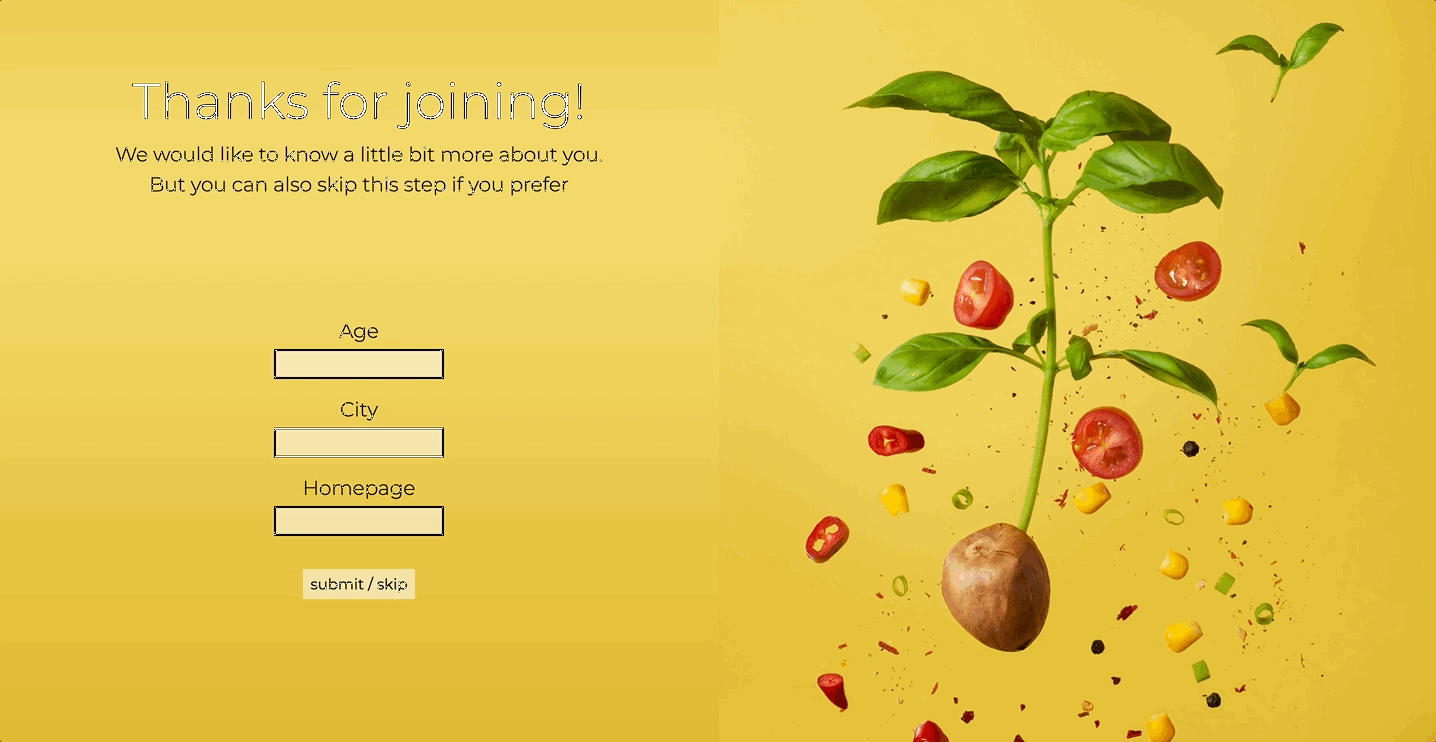 Thanks for joining!
We would like to know a little bit more about you.
But you can also skip this step if you prefer
Age
City
Homepage
submit / skip